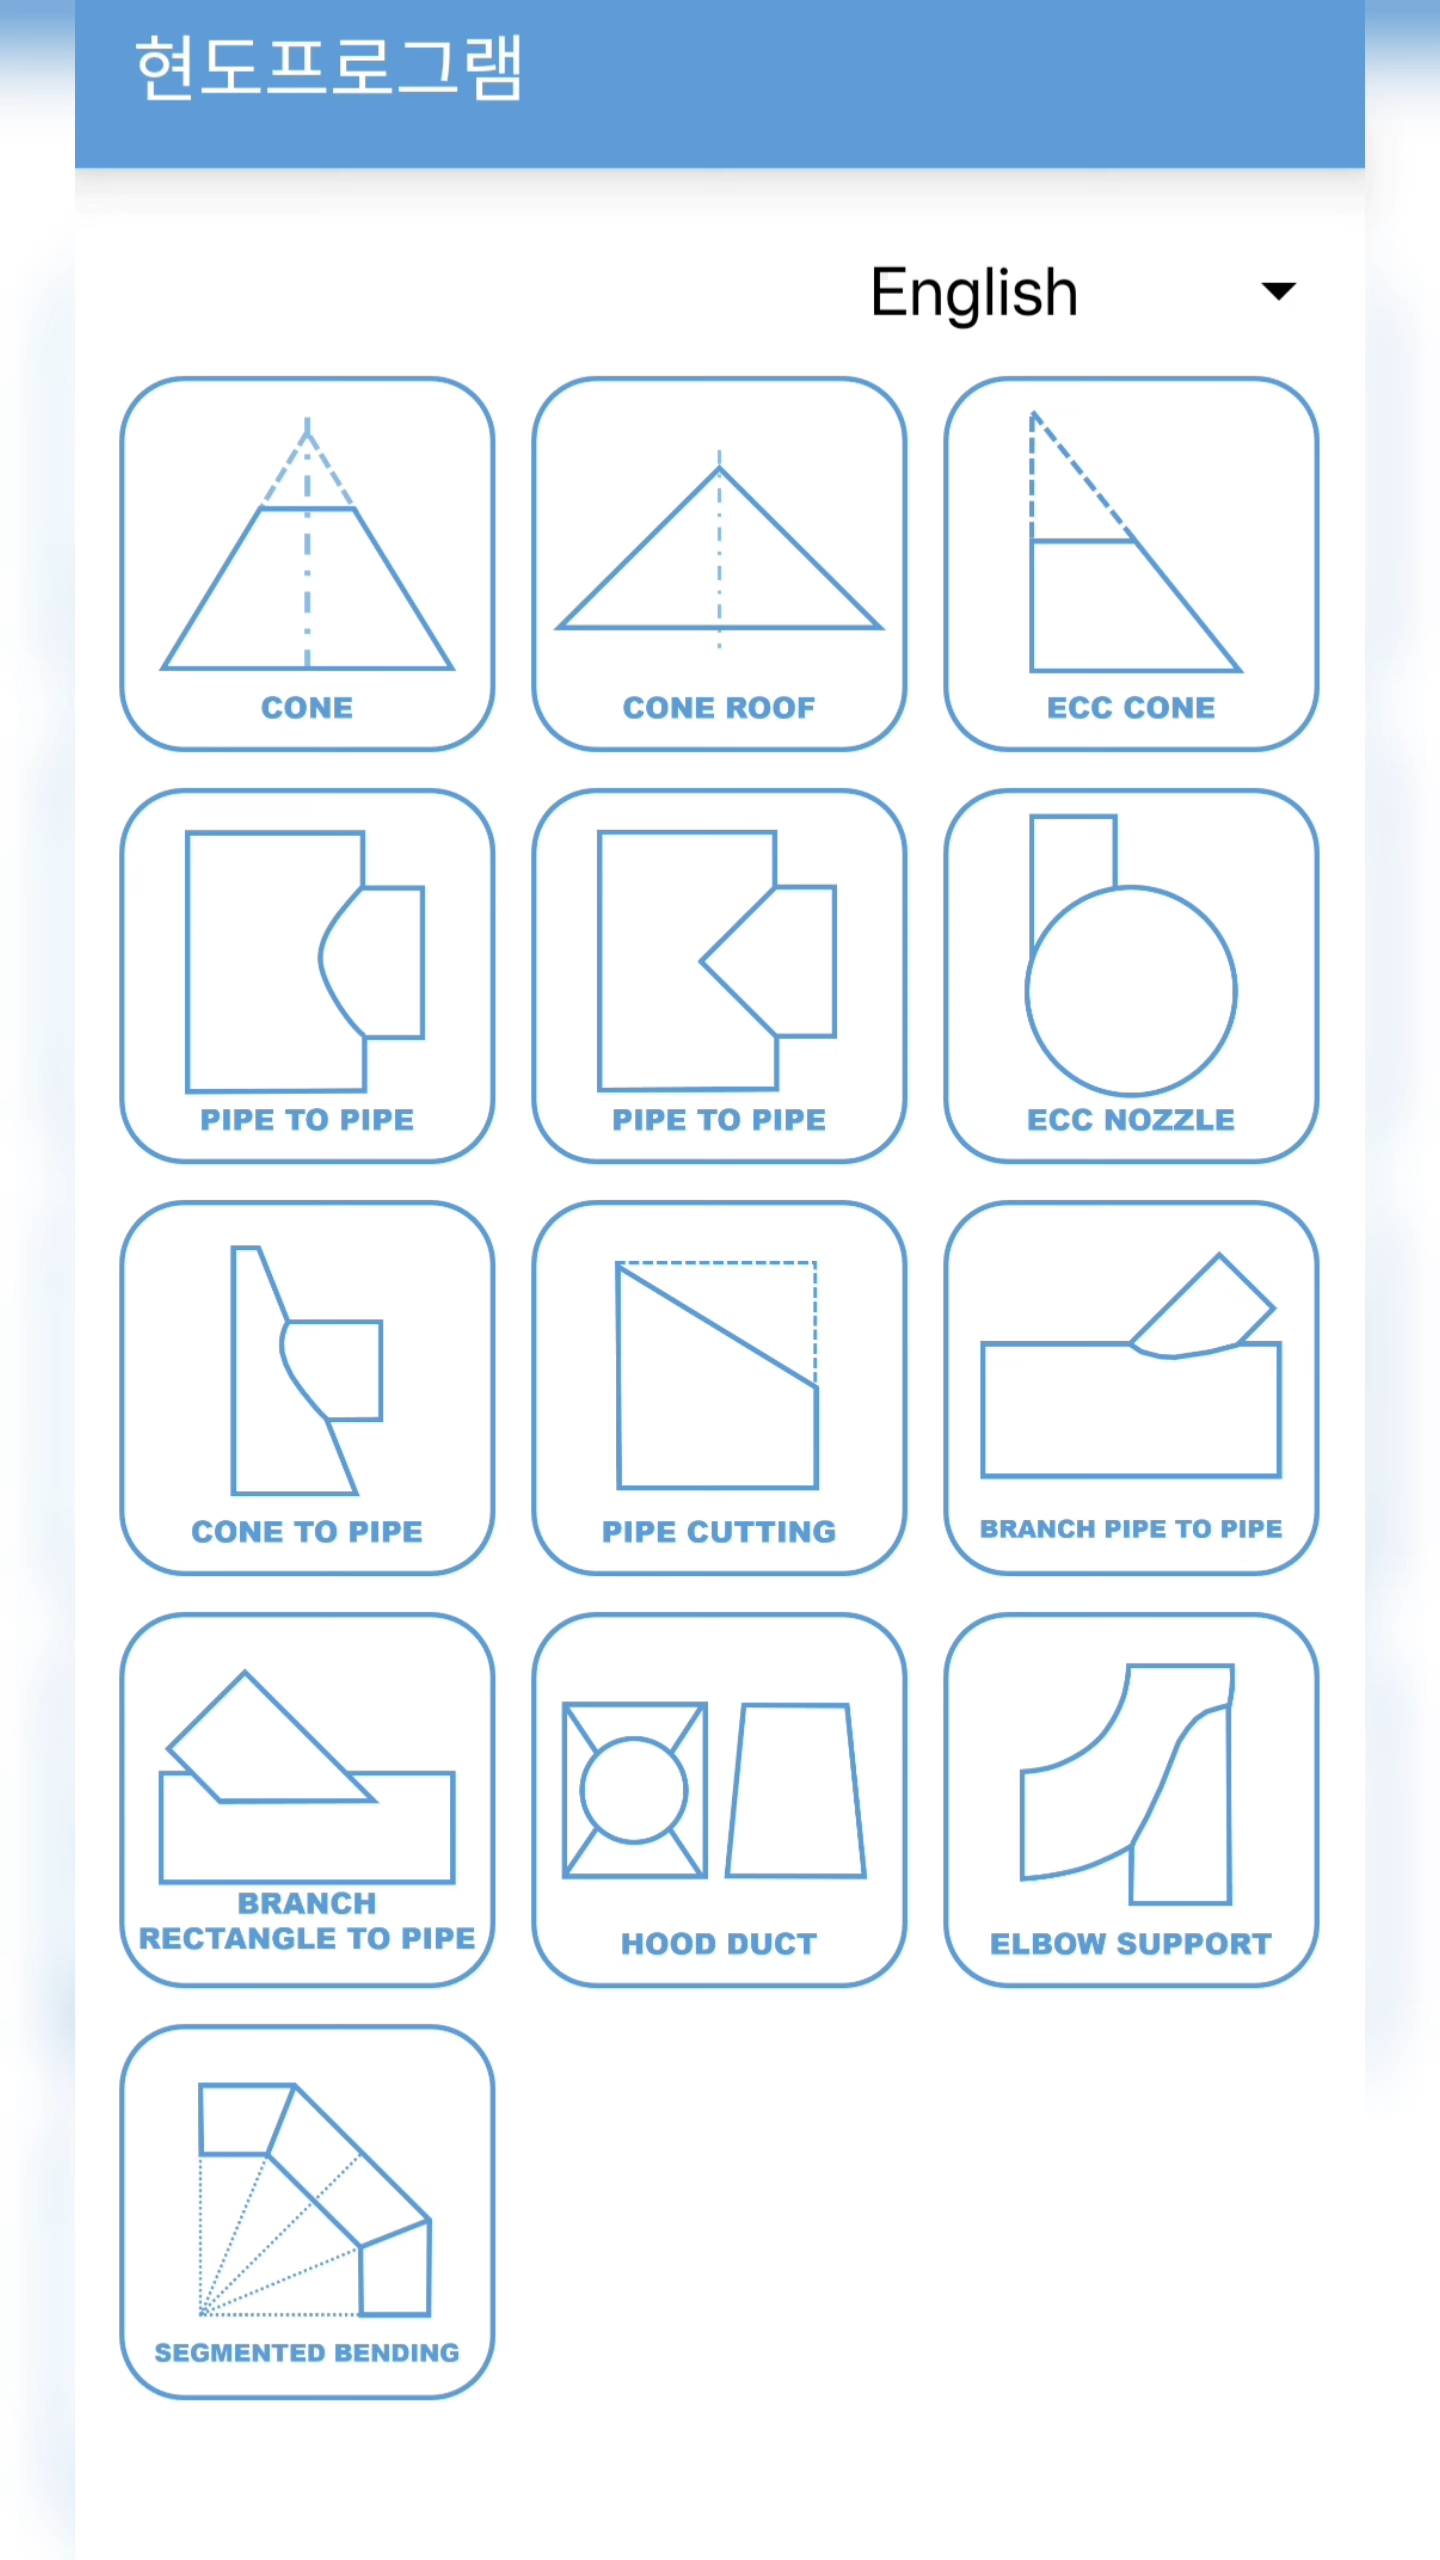 현도프로그램
English
CONE
CONE ROOF
ECC CONE
PIPE TO PIPE
PIPE TO PIPE
ECC NOZZLE
CONE TO PIPE
PIPE CUTTING
BRANCH PIPE TO PIPE
BRANCH
RECTANGLE TO PIPE
HOOD DUCT
ELBOW SUPPORT
SEGMENTED BENDING